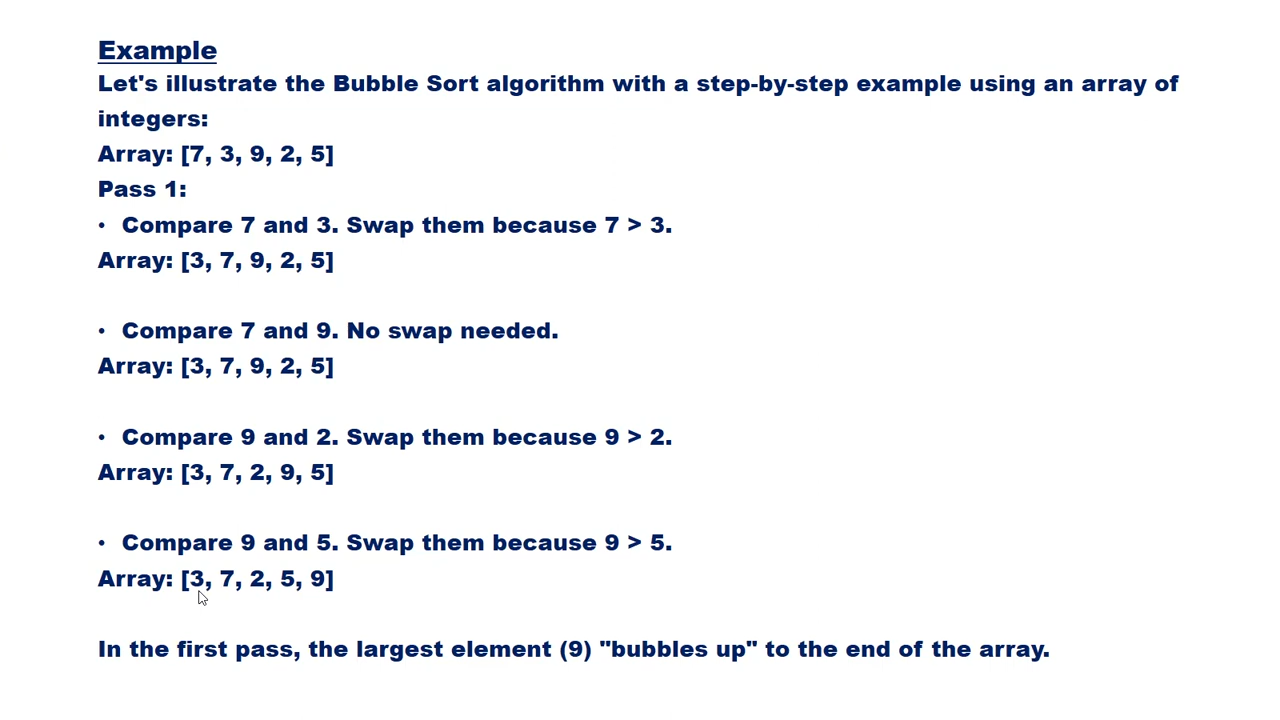 Example
Let's illustrate the Bubble Sort algorithm with a step-by-step example using an array of
integers:
Array: [7, 3, 9, 2, 5]
Pass 1:
• Compare 7 and 3. Swap them because 7 > 3.
Array: [3, 7, 9, 2, 5]
• Compare 7 and 9. No swap needed.
Array: [3, 7, 9, 2, 5]
• Compare 9 and 2. Swap them because 9 > 2.
Array: [3, 7, 2, 9, 5]
• Compare 9 and 5. Swap them because 9 > 5.
Array: [3, 7, 2, 5, 9]
In the first pass, the largest element (9) "bubbles up" to the end of the array.